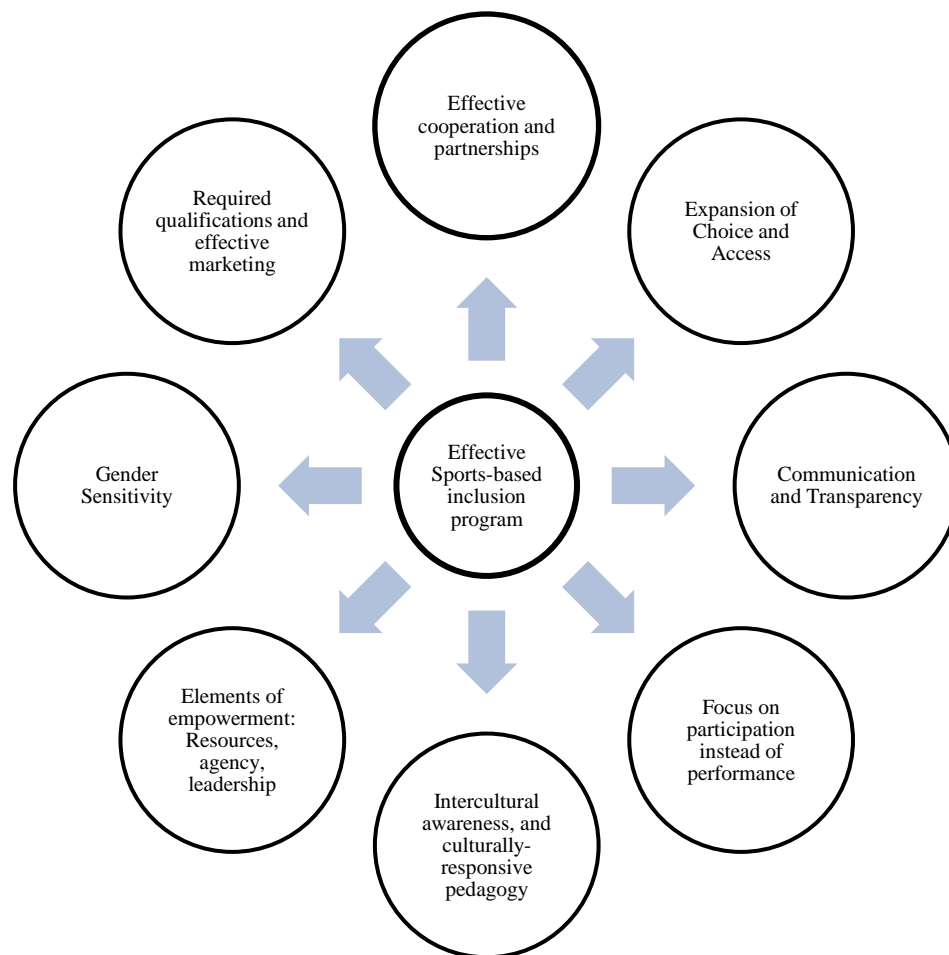 Effective
cooperation and
partnerships
Expansion of
Choice and
Access
Communication
and Transparency
Focus on
participation
instead of
performance
Intercultural
awareness, and
culturally-
responsive
pedagogy
Elements of
empowerment:
Resources,
agency,
leadership
Gender
Sensitivity
Required
qualifications and
effective
marketing
Effective
Sports-based
inclusion
program